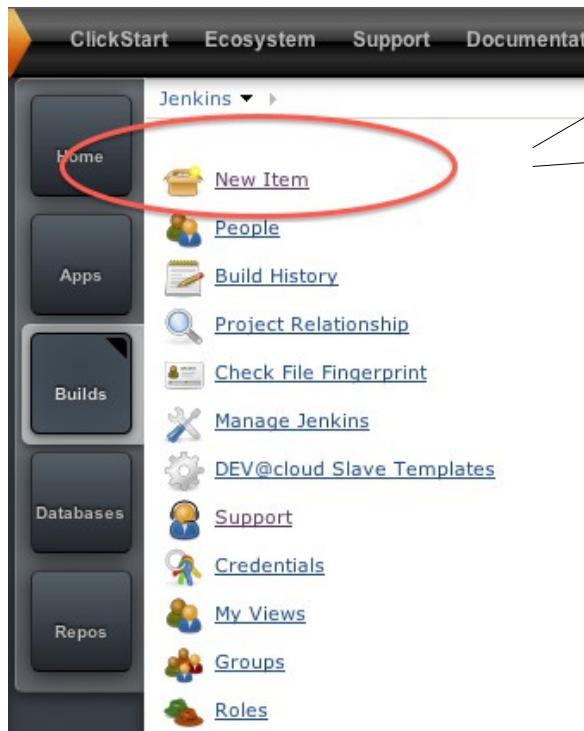 ClickStart Ecosystem Support Documentat
Jenkins
Home
New Item
People
Apps
Build History
Project Relationship
Builds
Check File Fingerprint
Manage Jenkins
DEV@cloud Slave Templates
Databases
Support
Credentials
Repos
My Views
Groups
Roles